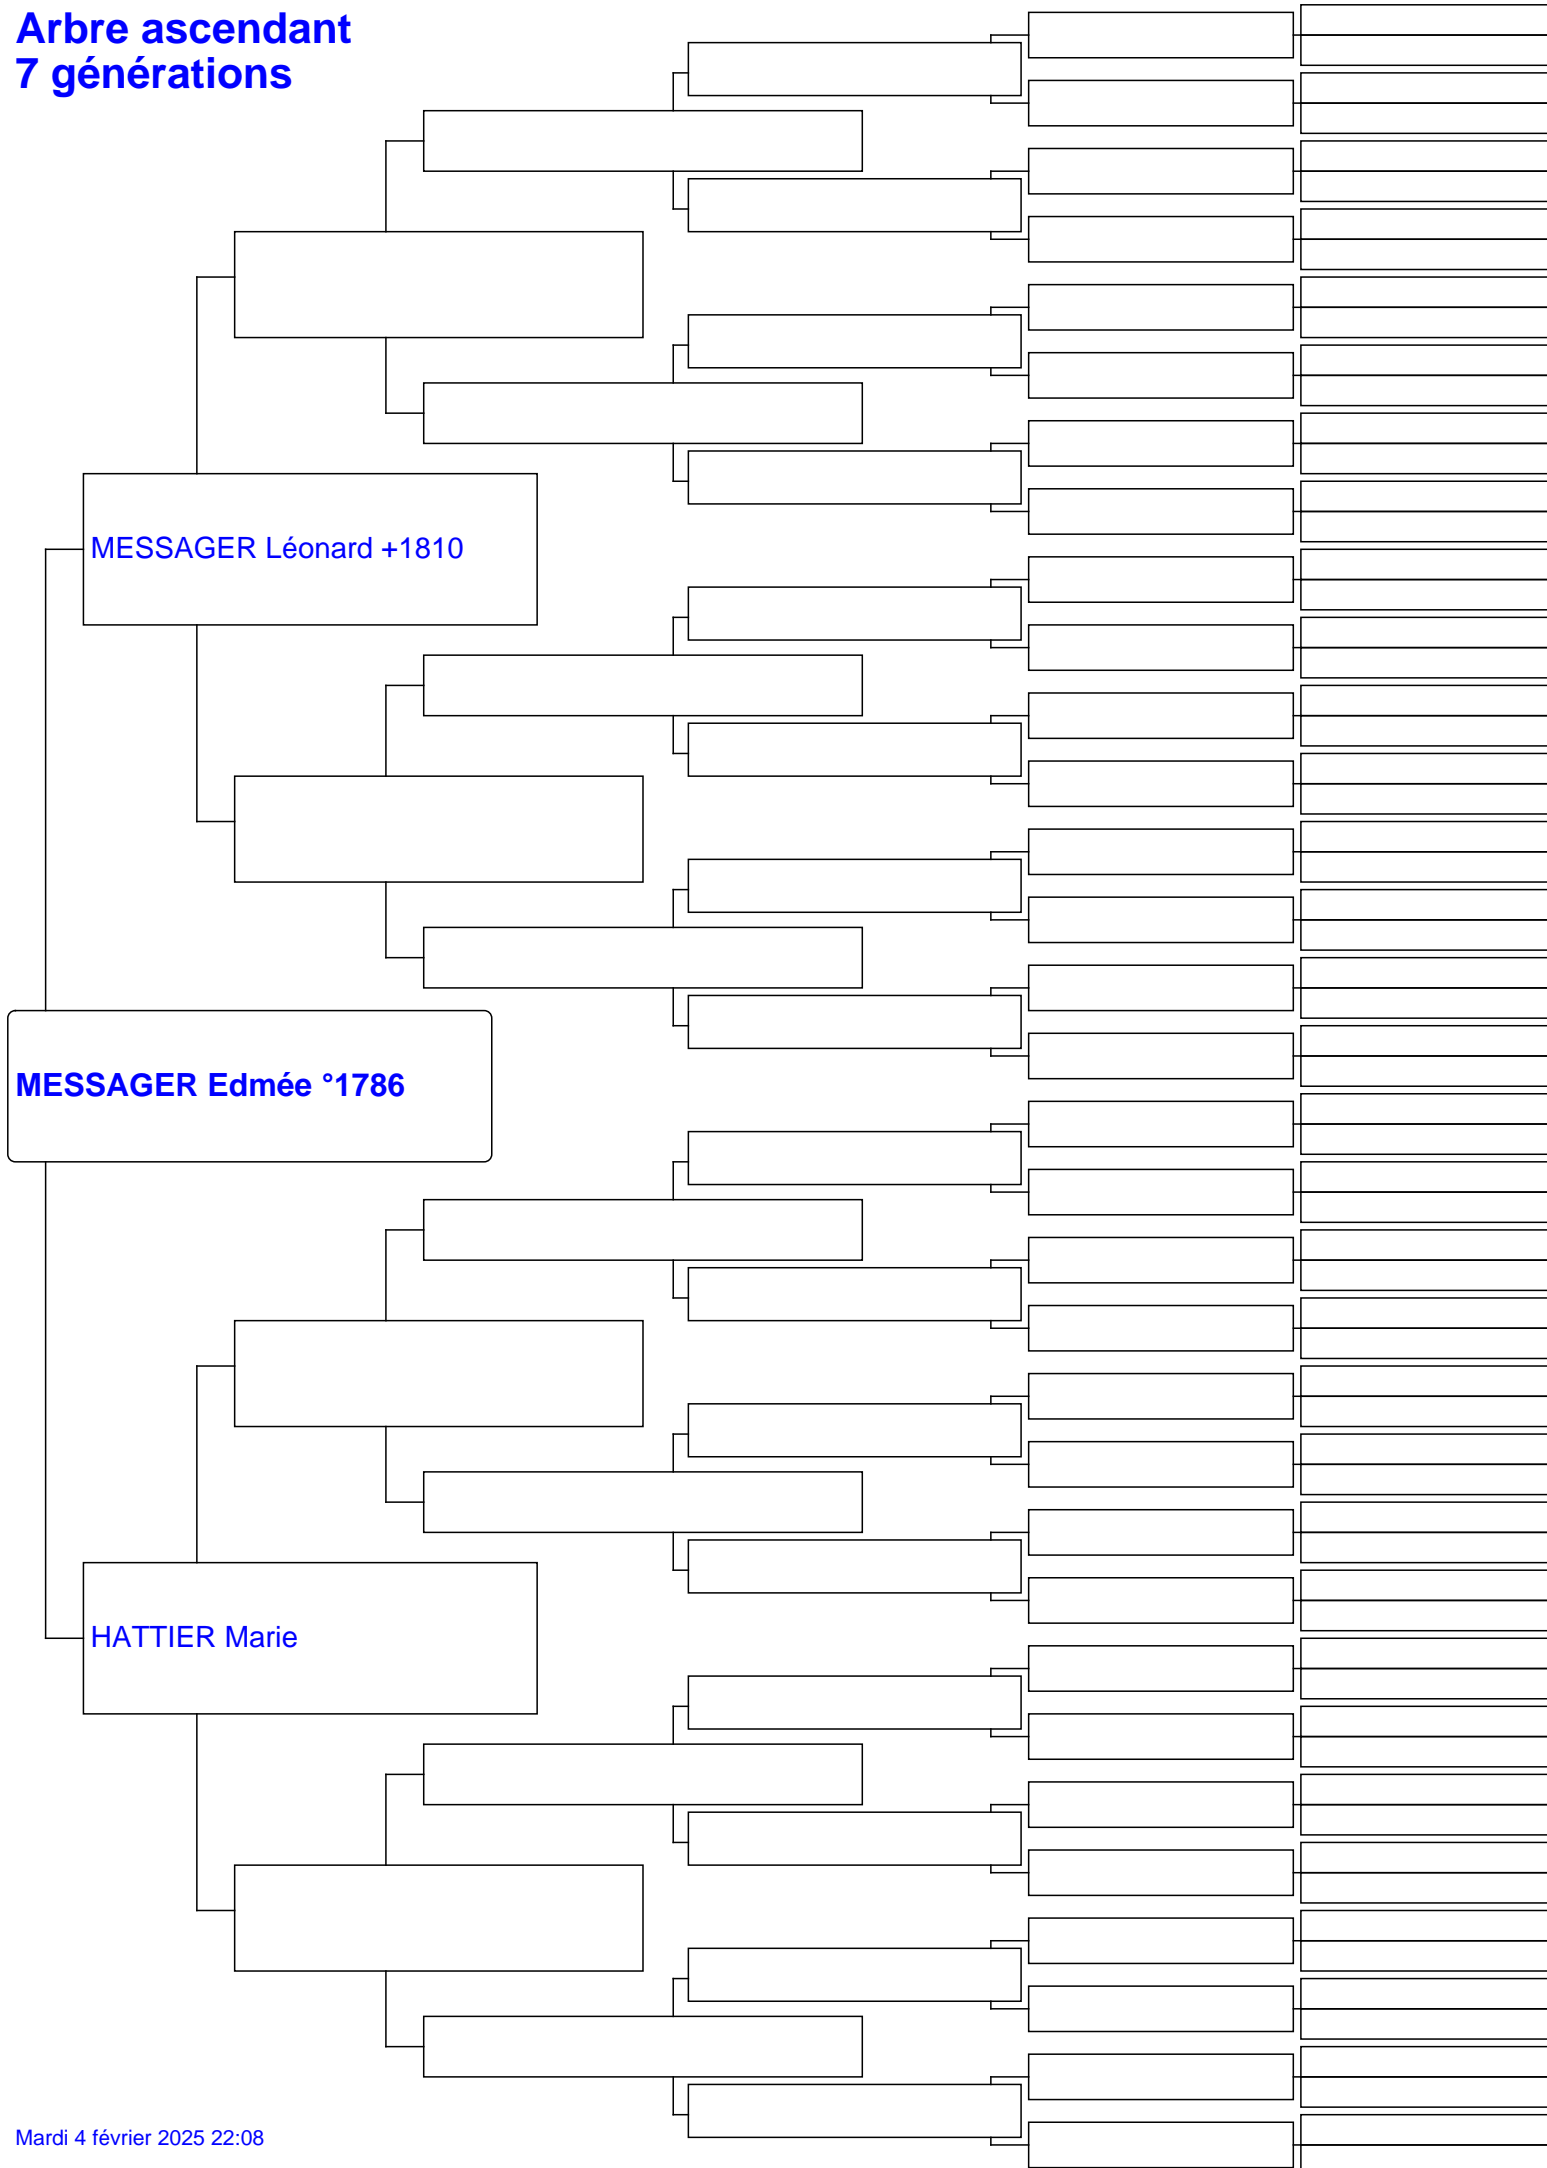 Arbre ascendant
7 générations
MESSAGER Léonard +1810
MESSAGER Edmée °1786
HATTIER Marie
Mardi 4 février 2025 22:08